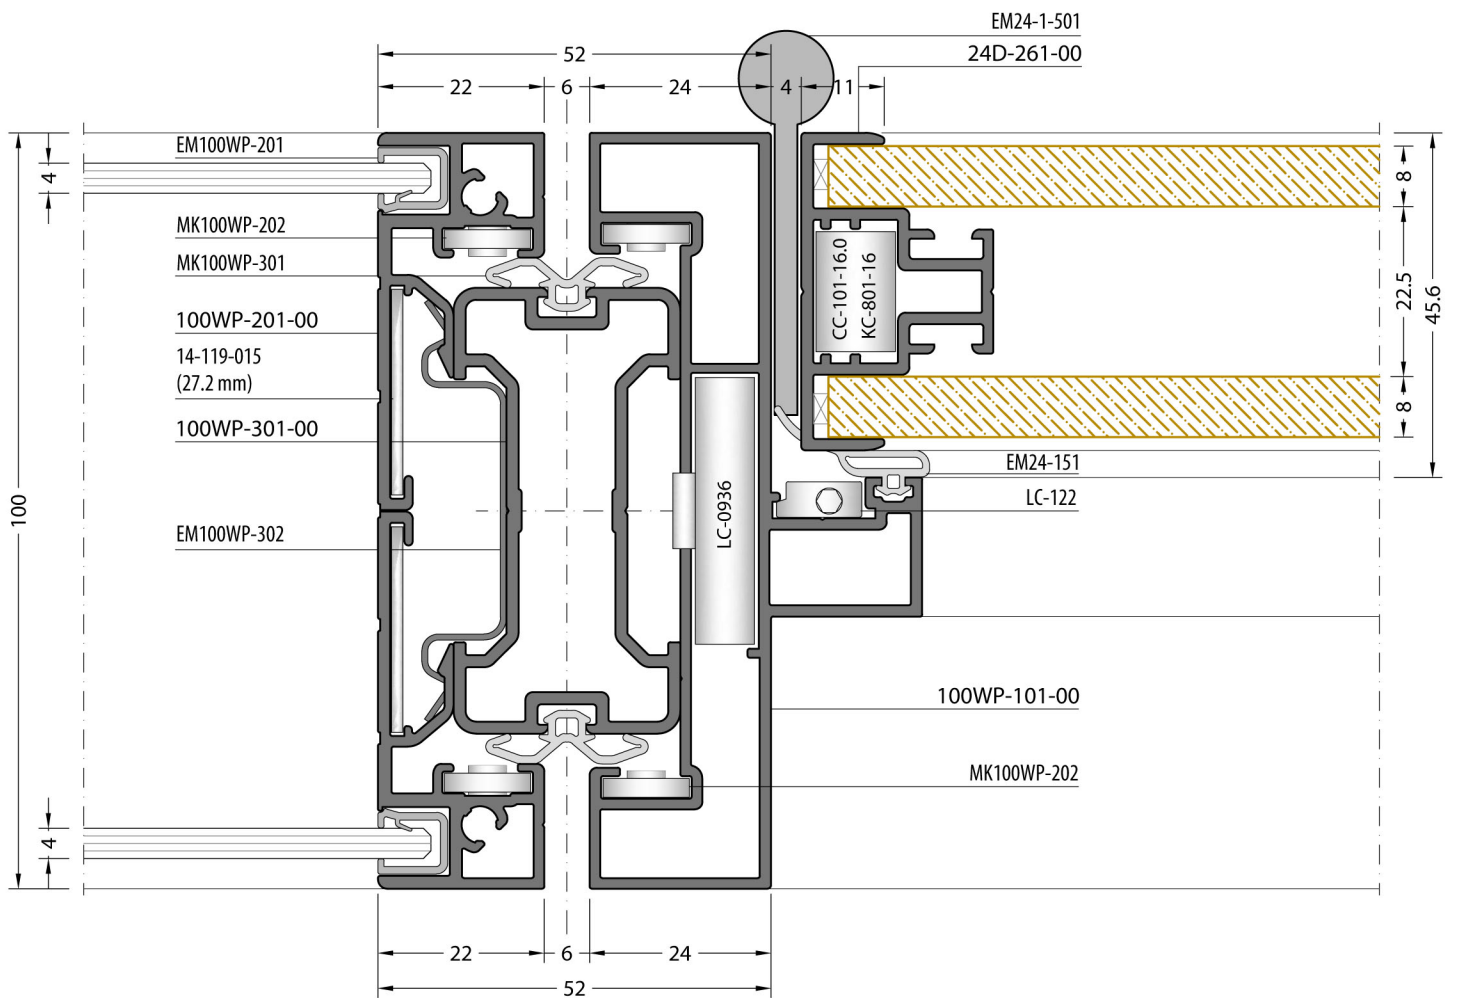 EM24-1-501
52
24D-261-00
22
6
24
4
11
EM100WP-201
4
8
MK100WP-202
MK100WP-301
CC-101-16.0
KC-801-16
22.5
45.6
100WP-201-00
14-119-015
(27.2 mm)
8
100WP-301-00
EM24-151
LC-0936
LC-122
100
EM100WP-302
100WP-101-00
MK100WP-202
4
22
6
24
52